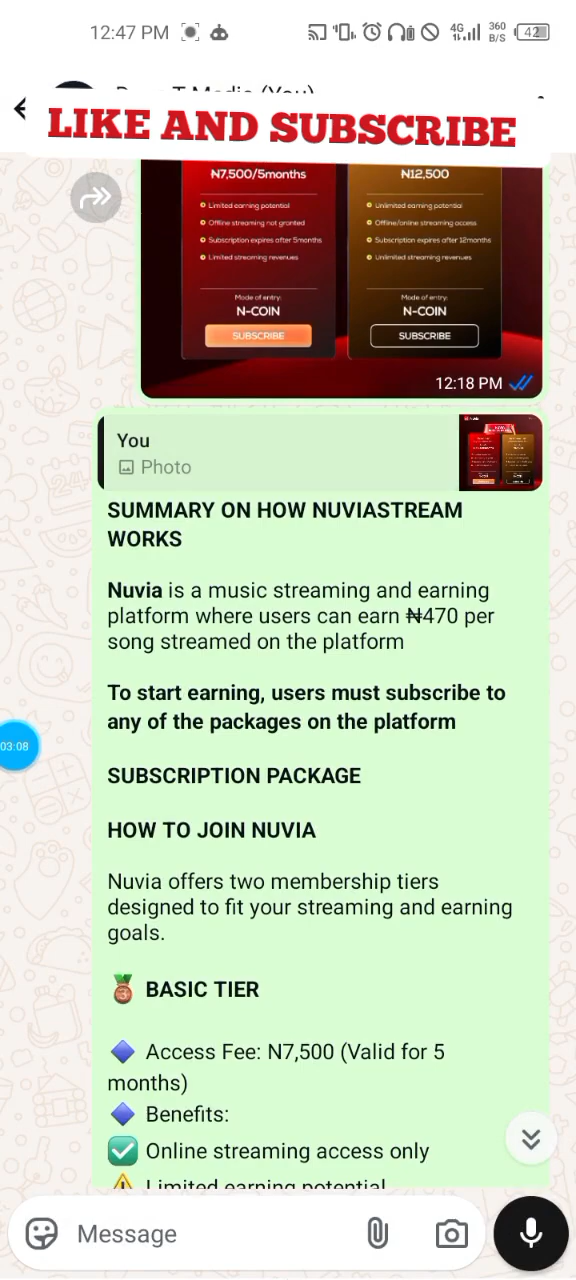 12:47 PM
4G
360 B/S
42
T Media (You)
LIKE AND SUBSCRIBE
₦7,500/5months
Limited earning potential
Offline streaming not granted
Subscription expires after 5months
Limited streaming revenues
Mode of entry:
N-COIN
SUBSCRIBE
₦12,500
Unlimited earning potential
Offline/online streaming access
Subscription expires after 12months
Unlimited streaming revenues
Mode of entry:
N-COIN
SUBSCRIBE
12:18 PM
You
Photo
SUMMARY ON HOW NUVIASTREAM
WORKS
Nuvia is a music streaming and earning
platform where users can earn ₦470 per
song streamed on the platform
To start earning, users must subscribe to
any of the packages on the platform
03:08
SUBSCRIPTION PACKAGE
HOW TO JOIN NUVIA
Nuvia offers two membership tiers
designed to fit your streaming and earning
goals.
BASIC TIER
Access Fee: N7,500 (Valid for 5
months)
Benefits:
Online streaming access only
Limited earning potential
Message